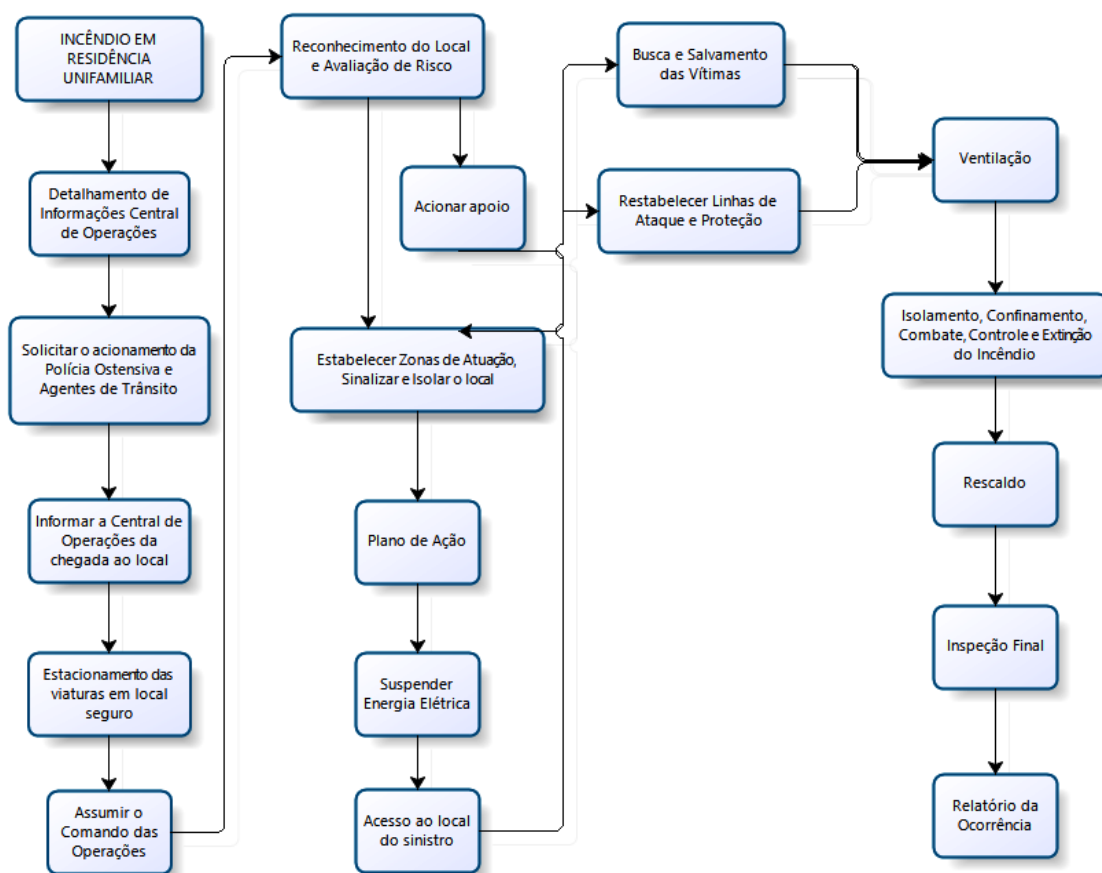 INCÊNDIO EM
RESIDÊNCIA
UNIFAMILIAR
Detalhamento de
Informações Central
de Operações
Solicitar o acionamento da
Polícia Ostensiva e
Agentes de Trânsito
Informar a Central de
Operações da
chegada ao local
Estacionamento das
viaturas em local
seguro
Assumir o
Comando das
Operações
Reconhecimento do Local
e Avaliação de Risco
Acionar apoio
Estabelecer Zonas de Atuação,
Sinalizar e Isolar o local
Plano de Ação
Suspender
Energia Elétrica
Acesso ao local
do sinistro
Busca e Salvamento
das Vítimas
Restabelecer Linhas de
Ataque e Proteção
Ventilação
Isolamento, Confinamento,
Combate, Controle e Extinção
do Incêndio
Rescaldo
Inspeção Final
Relatório da
Ocorrência